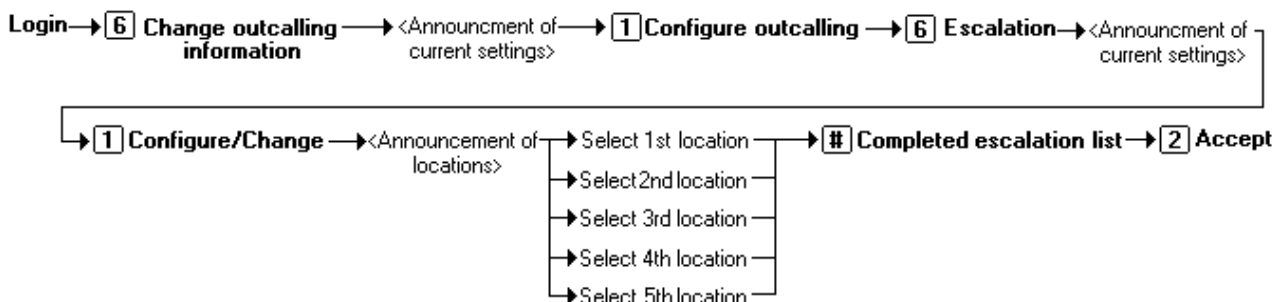 Login 6 Change outcalling <Announcment of 1 Configure outcalling 6 Escalation <Announcment of
information current settings> current settings>
1 Configure/Change <Announcement of Select 1st location # Completed escalation list 2 Accept
locations>
Select2nd location
Select 3rd location
Select 4th location
Select 5th location